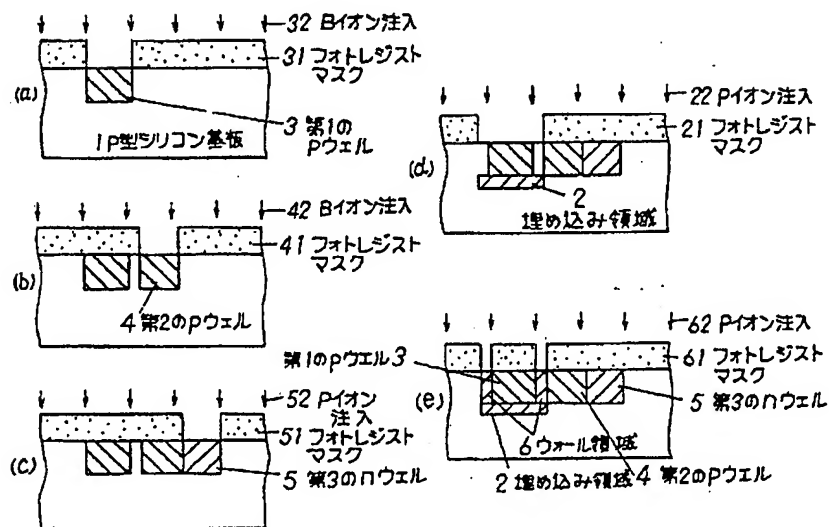 32 Bイオン注入
31 フォトレジスト
マスク
(a)
3 第1の
Pウェル
1P型シリコン基板
42 Bイオン注入
41 フォトレジスト
マスク
(b)
4 第2のPウェル
52 Pイオン
注入
51 フォトレジスト
マスク
(c)
5 第3のnウェル
22 Pイオン注入
21 フォトレジスト
マスク
(d)
2
埋め込み領域
62 Pイオン注入
第1のPウェル3
61 フォトレジスト
マスク
(e)
5 第3のnウェル
6ウォール領域
2 埋め込み領域
4 第2のPウェル